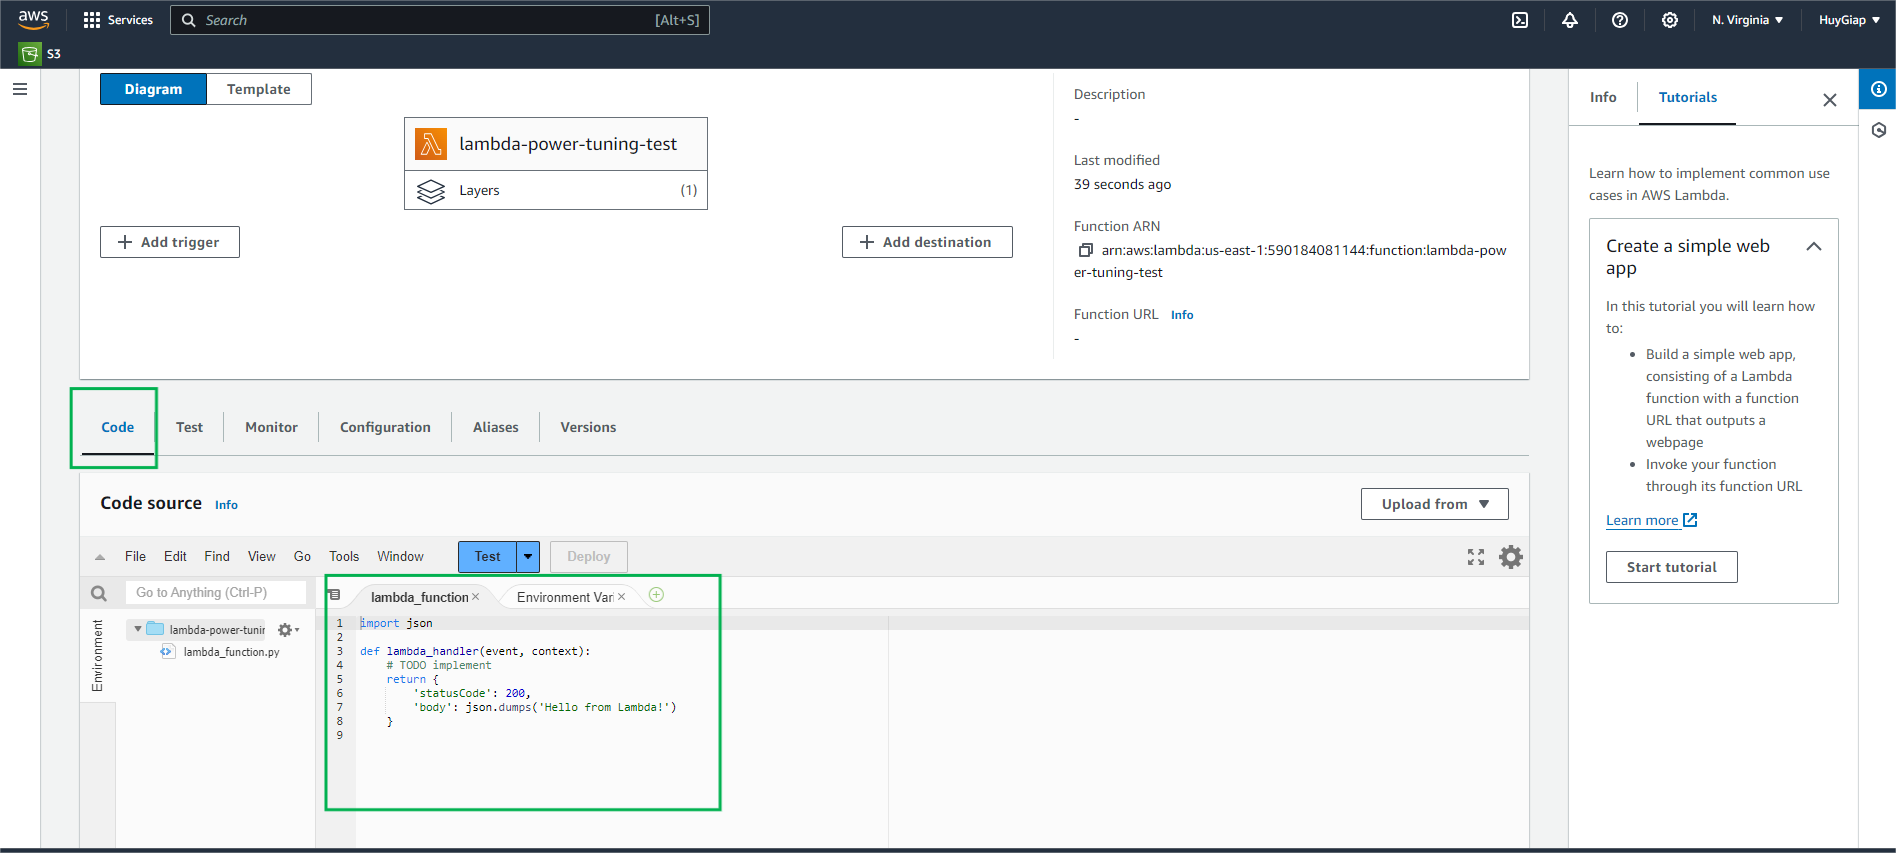 aws
Services
Search
[Alt+S]
N. Virginia
HuyGiap
S3
Diagram
Template
lambda-power-tuning-test
Layers
(1)
Add trigger
Add destination
Description
-
Last modified
39 seconds ago
Function ARN
arn:aws:lambda:us-east-1:590184081144:function:lambda-pow
er-tuning-test
Function URL Info
-
Code
Test
Monitor
Configuration
Aliases
Versions
Code source Info
Upload from
File
Edit
Find
View
Go
Tools
Window
Test
Deploy
Go to Anything (Ctrl-P)
Environment
lambda-power-tunin
lambda_function.py
lambda_function
Environment Vari
1 import json
2
3 def lambda_handler(event, context):
4 # TODO implement
5 return {
6 'statusCode': 200,
7 'body': json.dumps('Hello from Lambda!')
8 }
9
Info
Tutorials
Learn how to implement common use
cases in AWS Lambda.
Create a simple web
app
In this tutorial you will learn how
to:
• Build a simple web app,
consisting of a Lambda
function with a function
URL that outputs a
webpage
• Invoke your function
through its function URL
Learn more
Start tutorial